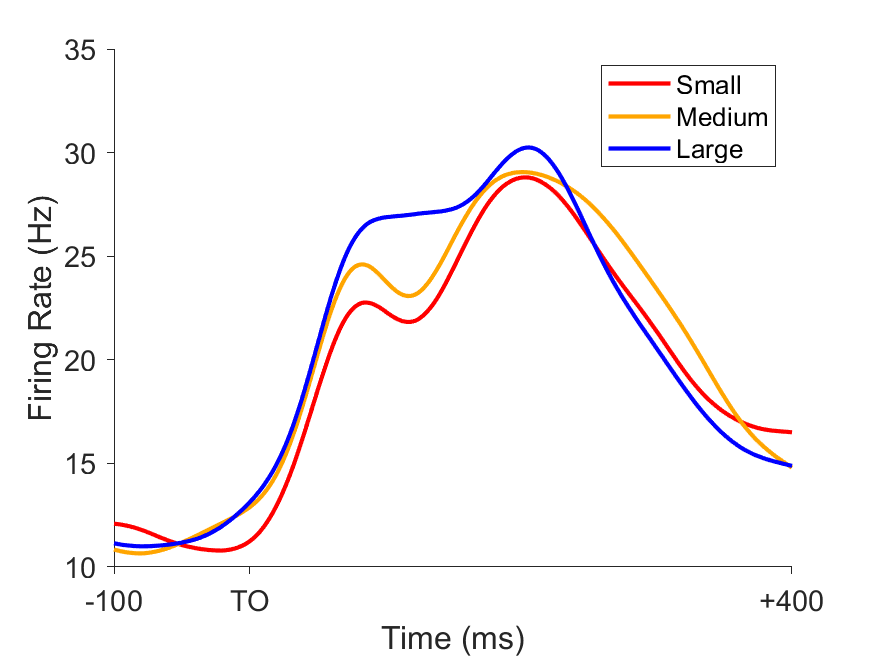 35
30
25
20
15
10
Firing Rate (Hz)
Small
Medium
Large
-100
TO
+400
Time (ms)